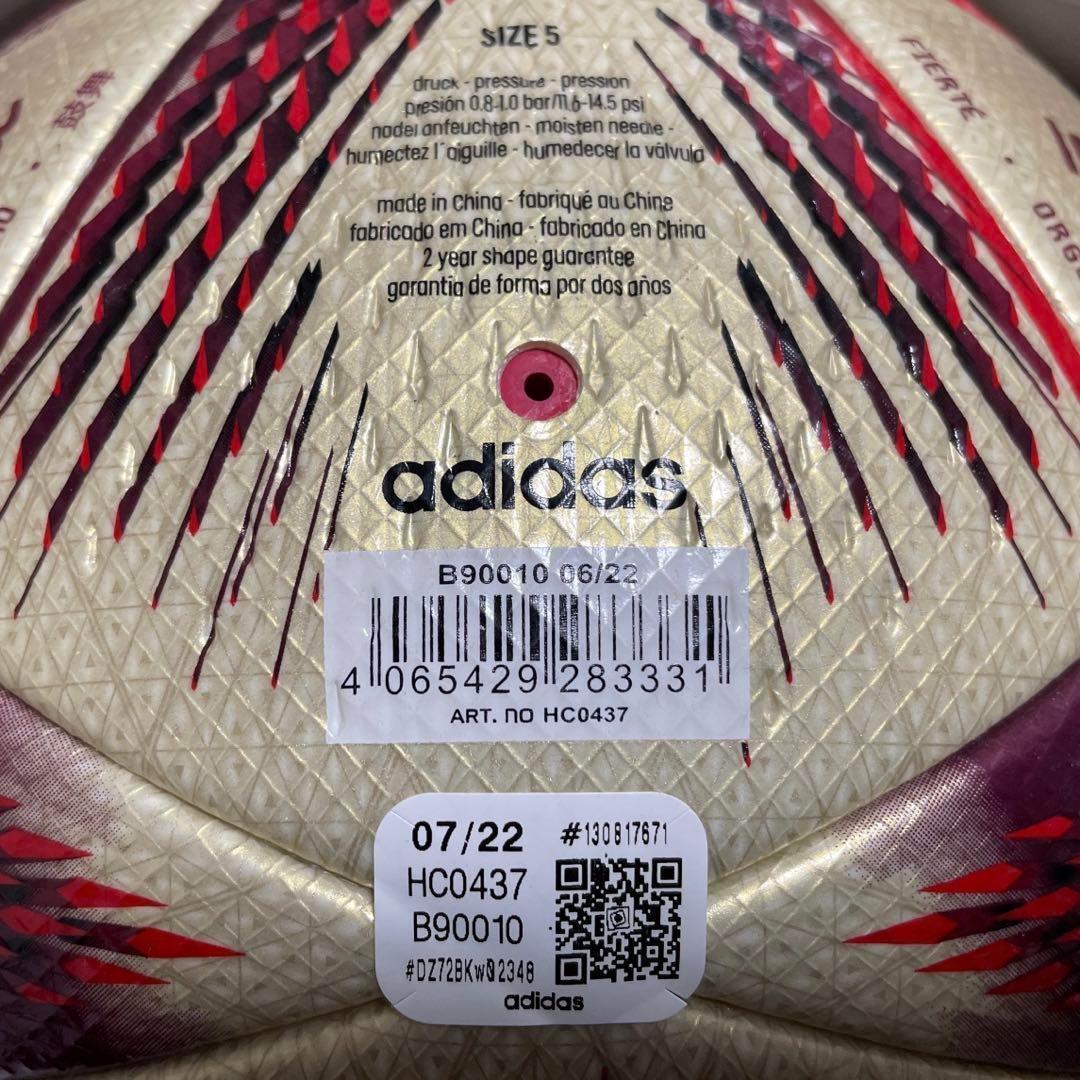 SIZE 5
druck - pressure - pression
presión 0.8-1.0 bar/11.6-14.5 psi
nadel anfeuchten - moisten needle -
humectez l'aiguille - humedecer la válvula
made in China - fabriqué au Chine
fabricado em China - fabricado en China
2 year shape guarantee
garantia de forma por dos años
鼓舞
FIERTÉ
adidas
B90010 06/22
4 065429 283331
ART. no HC0437
07/22 #130817671
HC0437
B90010
#DZ72BKw02348
adidas